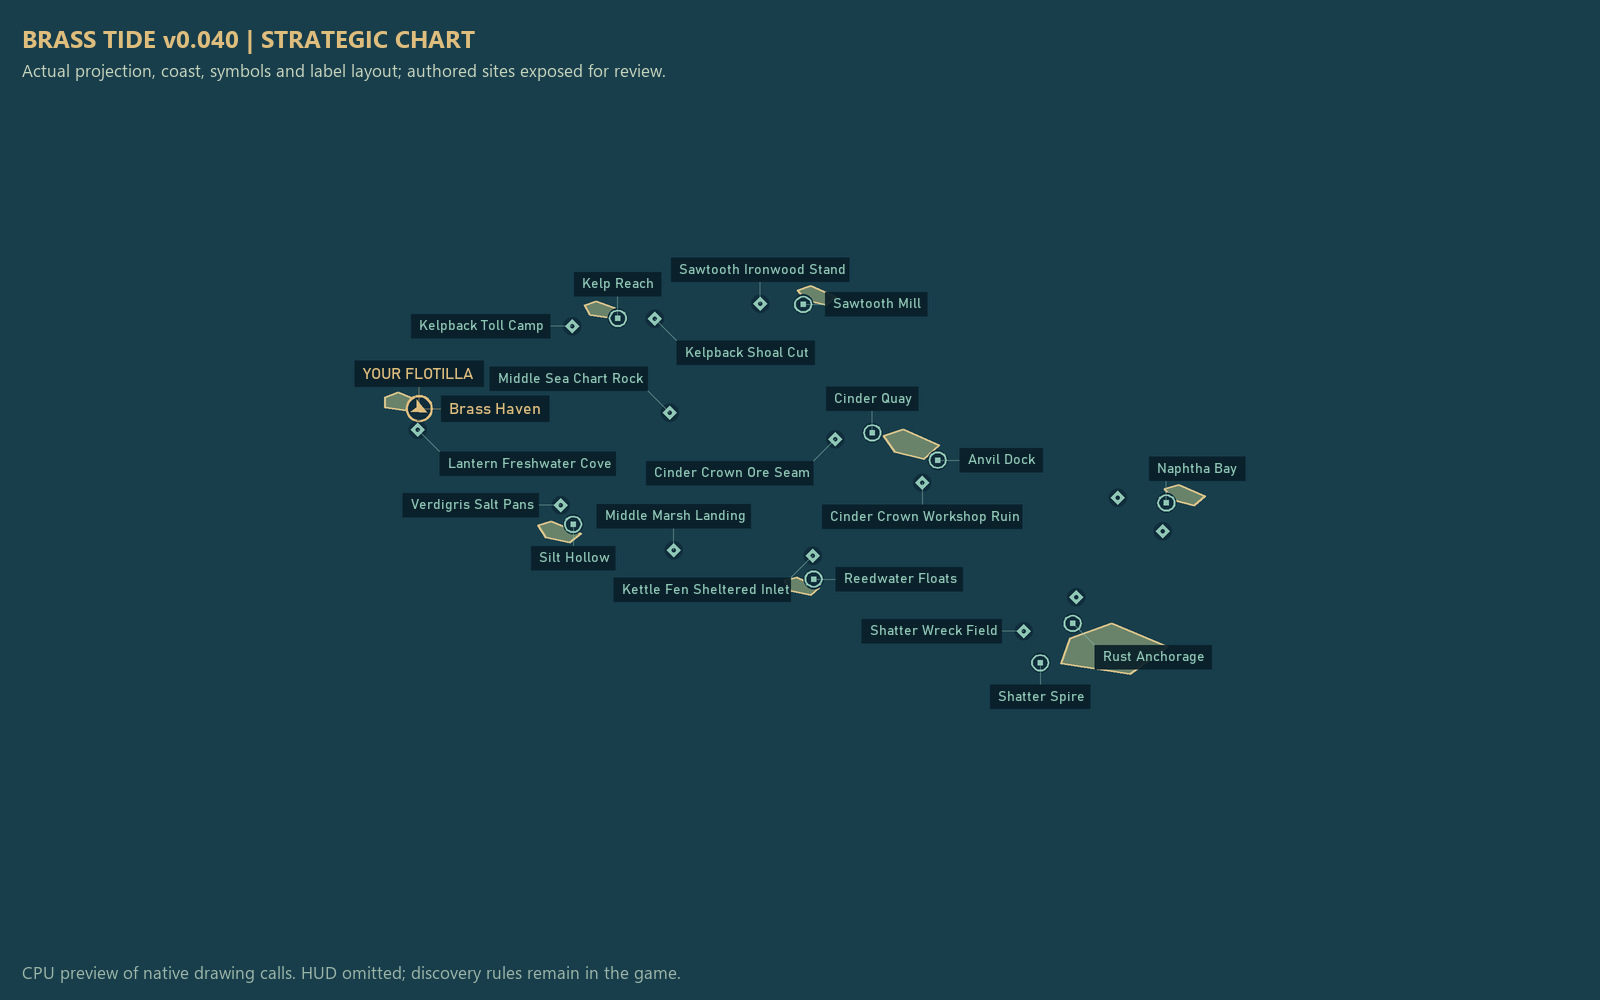 BRASS TIDE v0.040 | STRATEGIC CHART
Actual projection, coast, symbols and label layout; authored sites exposed for review.
Sawtooth Ironwood Stand
Kelp Reach
Sawtooth Mill
Kelpback Toll Camp
Kelpback Shoal Cut
YOUR FLOTILLA
Middle Sea Chart Rock
Cinder Quay
Brass Haven
Lantern Freshwater Cove
Cinder Crown Ore Seam
Anvil Dock
Naphtha Bay
Verdigris Salt Pans
Middle Marsh Landing
Cinder Crown Workshop Ruin
Silt Hollow
Kettle Fen Sheltered Inlet
Reedwater Floats
Shatter Wreck Field
Rust Anchorage
Shatter Spire
CPU preview of native drawing calls. HUD omitted; discovery rules remain in the game.